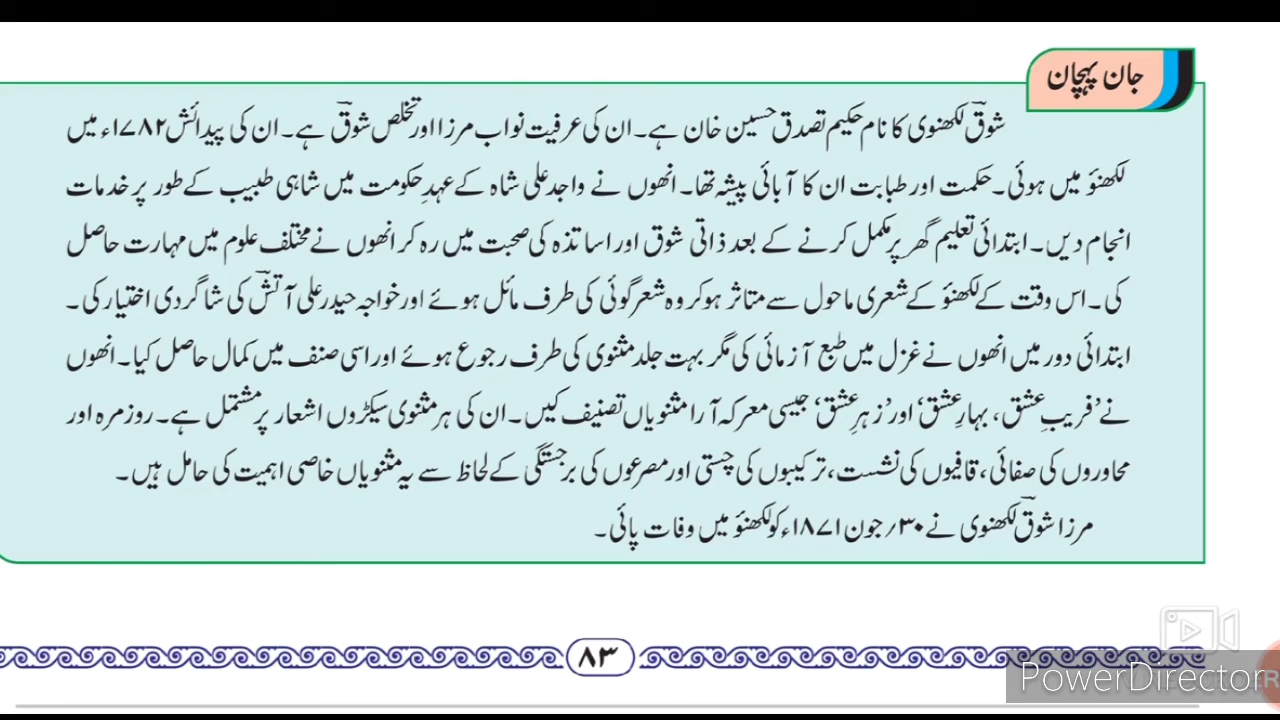 جان پہچان
شوقؔ لکھنوی کا نام حکیم تصدق حسین خان ہے۔ ان کی عرفیت نواب مرزا اور تخلص شوقؔ ہے۔ ان کی پیدائش ۱۷۸۲ء میں
لکھنؤ میں ہوئی۔ حکمت اور طبابت ان کا آبائی پیشہ تھا۔ انھوں نے واجد علی شاہ کے عہدِ حکومت میں شاہی طبیب کے طور پر خدمات
انجام دیں۔ ابتدائی تعلیم گھر پر مکمل کرنے کے بعد ذاتی شوق اور اساتذہ کی صحبت میں رہ کر انھوں نے مختلف علوم میں مہارت حاصل
کی۔ اس وقت کے لکھنؤ کے شعری ماحول سے متاثر ہو کر وہ شعر گوئی کی طرف مائل ہوئے اور خواجہ حیدر علی آتشؔ کی شاگردی اختیار کی۔
ابتدائی دور میں انھوں نے غزل میں طبع آزمائی کی مگر بہت جلد مثنوی کی طرف رجوع ہوئے اور اسی صنف میں کمال حاصل کیا۔ انھوں
نے ’فریبِ عشق، بہارِ عشق‘ اور ’زہرِ عشق‘ جیسی معرکہ آرا مثنویاں تصنیف کیں۔ ان کی ہر مثنوی سیکڑوں اشعار پر مشتمل ہے۔ روزمرہ اور
محاوروں کی صفائی، قافیوں کی نشست، ترکیبوں کی چستی اور مصرعوں کی برجستگی کے لحاظ سے یہ مثنویاں خاصی اہمیت کی حامل ہیں۔
مرزا شوقؔ لکھنوی نے ۳۰؍جون ۱۸۷۱ء کو لکھنؤ میں وفات پائی۔
۸۳
PowerDirector